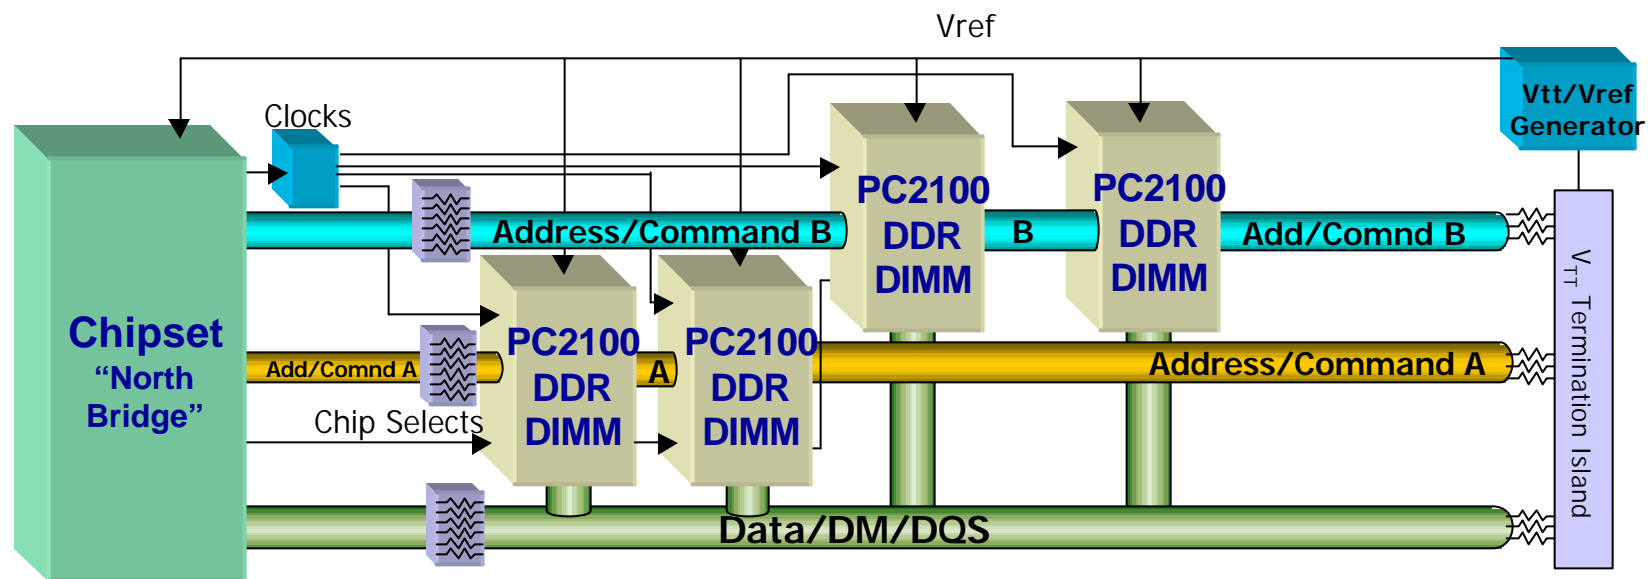 Vref
Vtt/Vref
Generator
Clocks
PC2100
DDR
DIMM
PC2100
DDR
DIMM
Address/Command B
B
Add/Comnd B
Chipset
“North
Bridge”
PC2100
DDR
DIMM
PC2100
DDR
DIMM
Add/Comnd A
A
Address/Command A
Chip Selects
VTT Termination Island
Data/DM/DQS